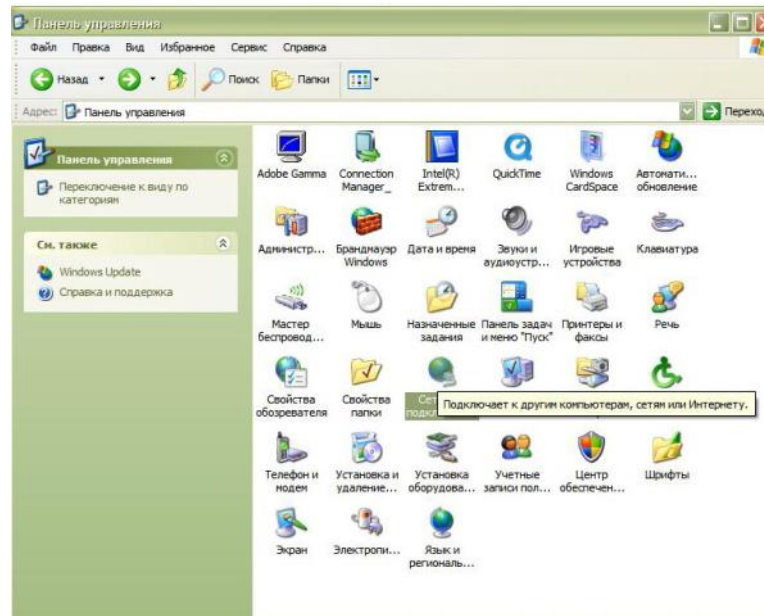 Панель управления
Файл Правка Вид Избранное Сервис Справка
Назад Поиск Папки
Адрес: Панель управления Переход
Панель управления
Переключение к виду по
категориям
См. также
Windows Update
Справка и поддержка
Adobe Gamma
Connection
Manager_
Intel(R)
Extrem...
QuickTime
Windows
CardSpace
Автомати...
обновление
Администр...
Брандмауэр
Windows
Дата и время
Звуки и
аудиоустр...
Игровые
устройства
Клавиатура
Мастер
беспровод...
Мышь
Назначенные
задания
Панель задач
и меню "Пуск"
Принтеры и
факсы
Речь
Свойства
обозревателя
Свойства
папки
Подключает к другим компьютерам, сетям или Интернету.
Телефон и
модем
Установка и
удаление...
Установка
оборудова...
Учетные
записи пол...
Центр
обеспечен...
Шрифты
Экран
Электропи...
Язык и
региональ...